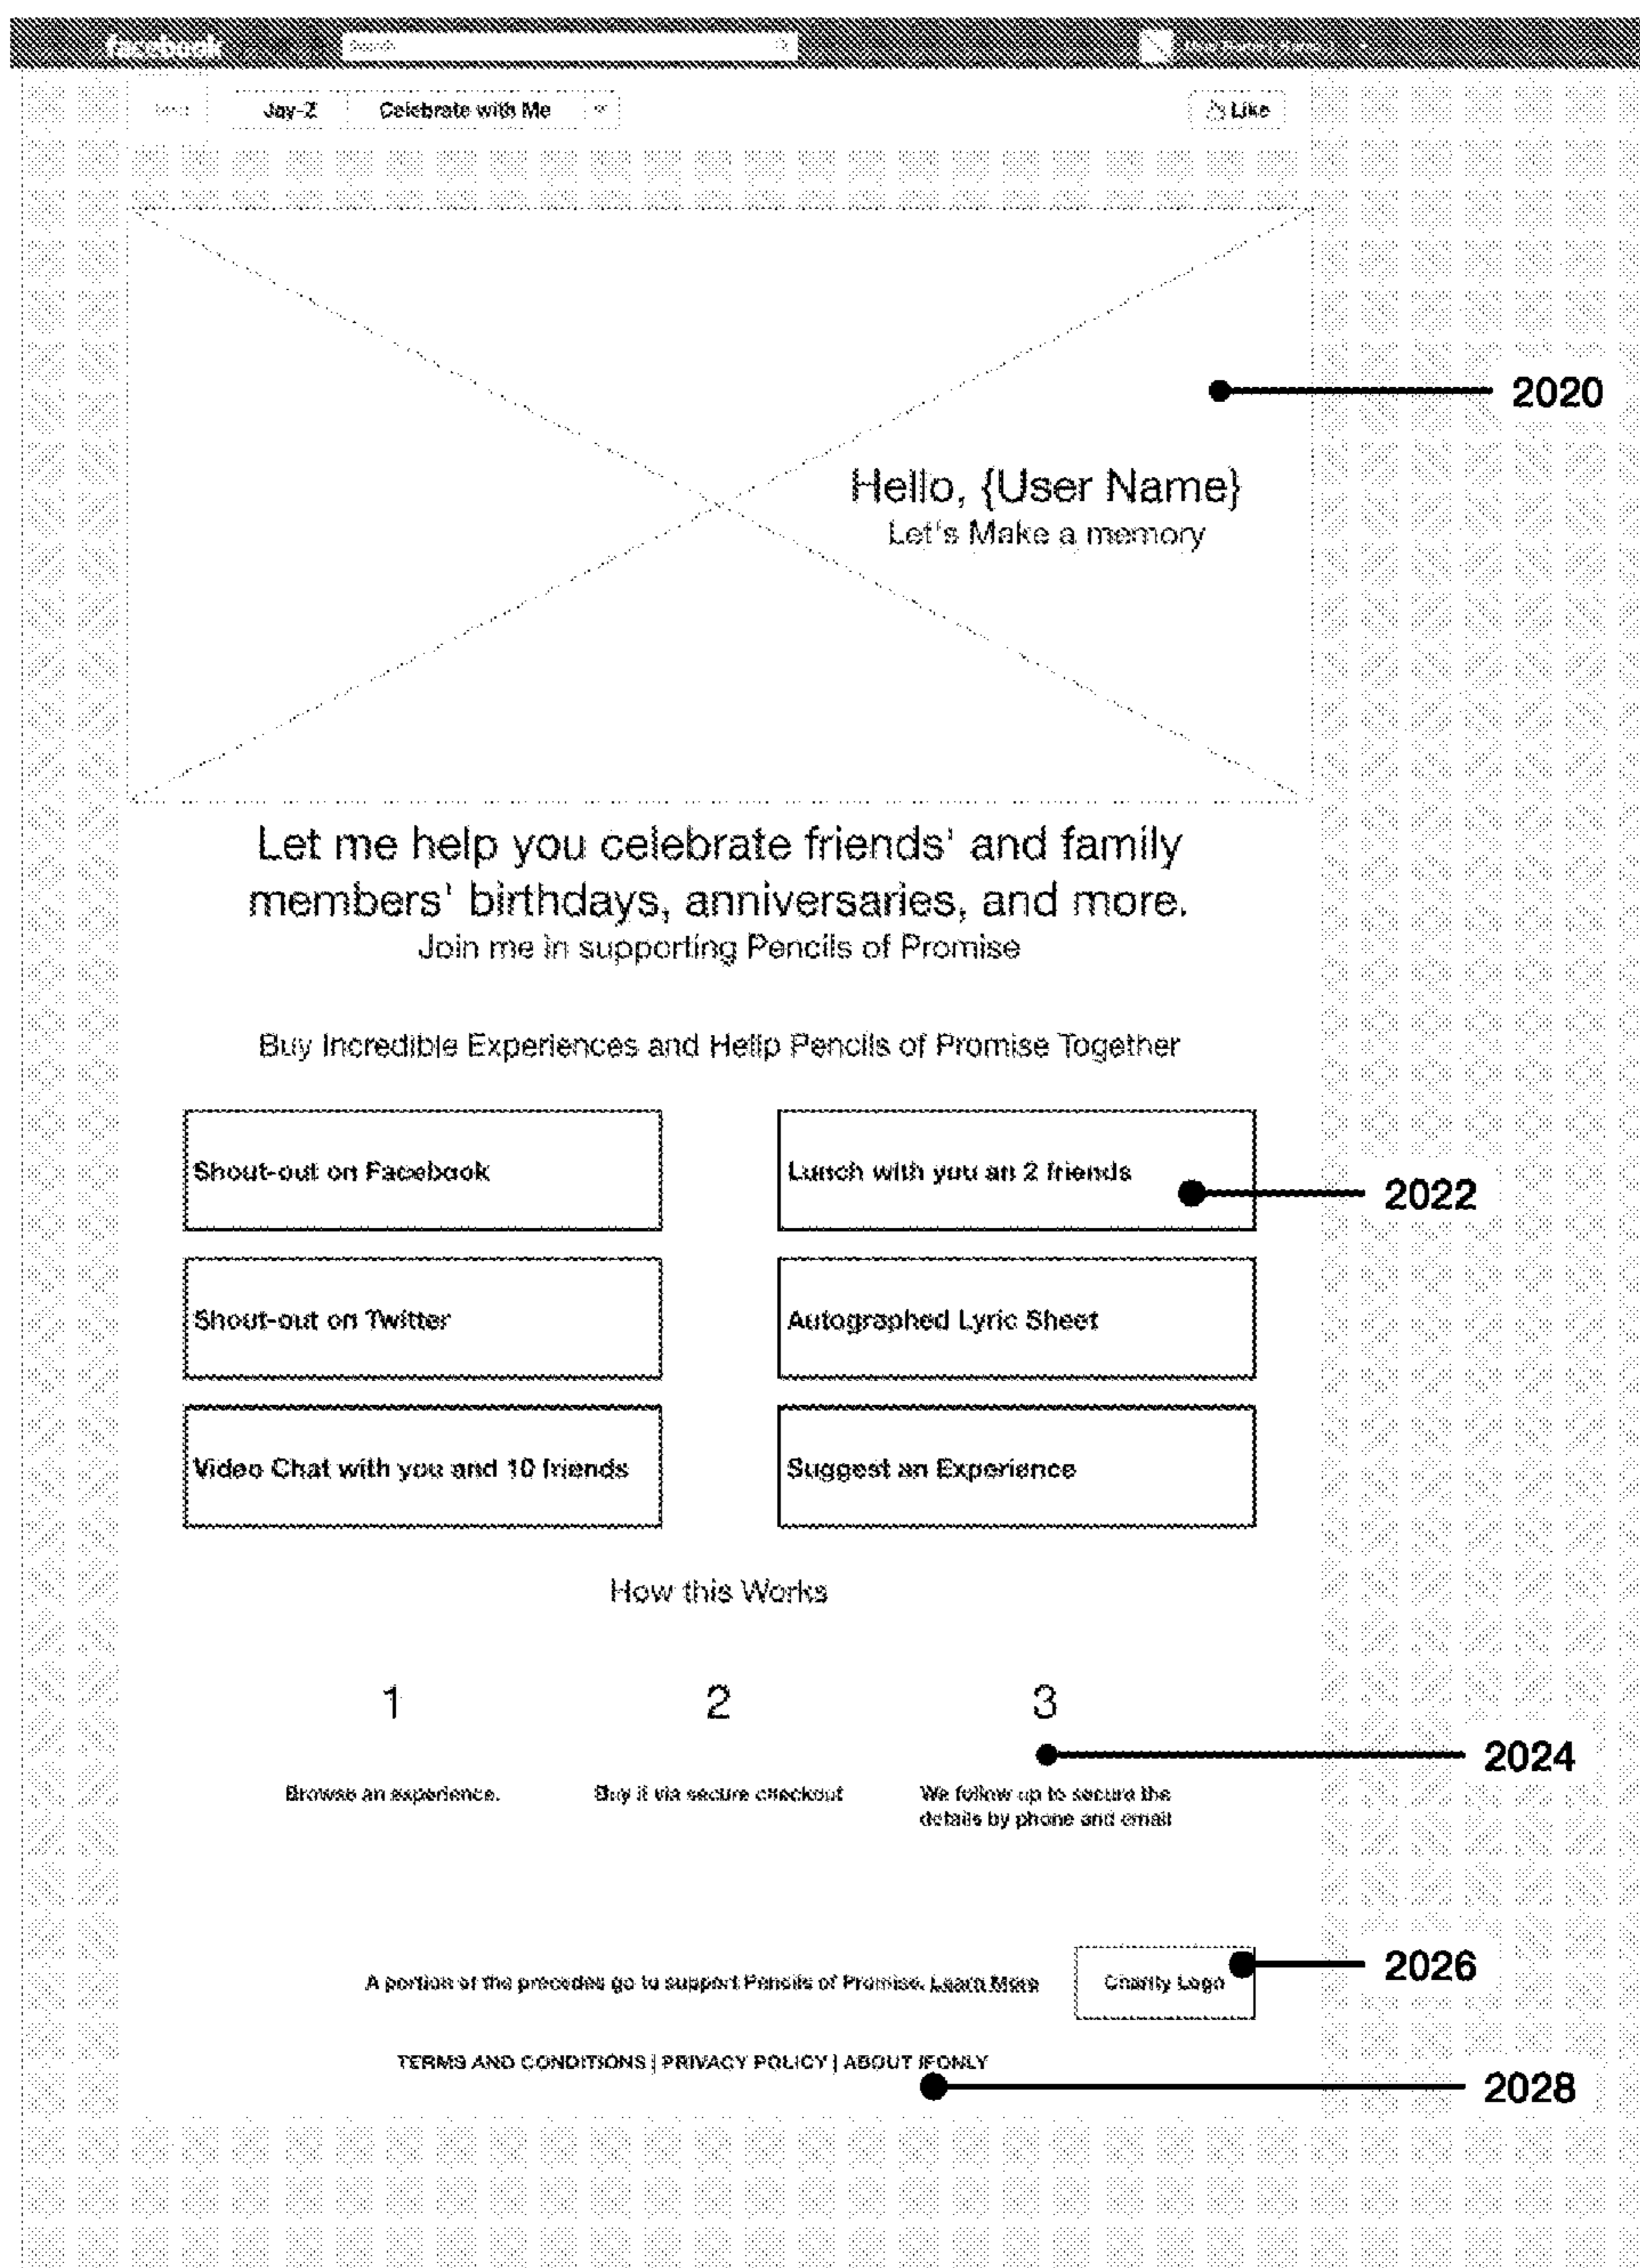 facebook
Search
Jay-Z
Celebrate with Me
Like
2020
Hello, {User Name}
Let's Make a memory
Let me help you celebrate friends' and family
members' birthdays, anniversaries, and more.
Join me in supporting Pencils of Promise
Buy Incredible Experiences and Hellp Pencils of Promise Together
Shout-out on Facebook
Lunch with you an 2 friends
2022
Shout-out on Twitter
Autographed Lyric Sheet
Video Chat with you and 10 friends
Suggest an Experience
How this Works
1
2
3
2024
Browse an experience.
Buy it via secure checkout
We follow up to secure the
details by phone and email
2026
A portion of the precedes go to support Pencils of Promise. Learn More
Charity Logo
TERMS AND CONDITIONS | PRIVACY POLICY | ABOUT IFONLY
2028